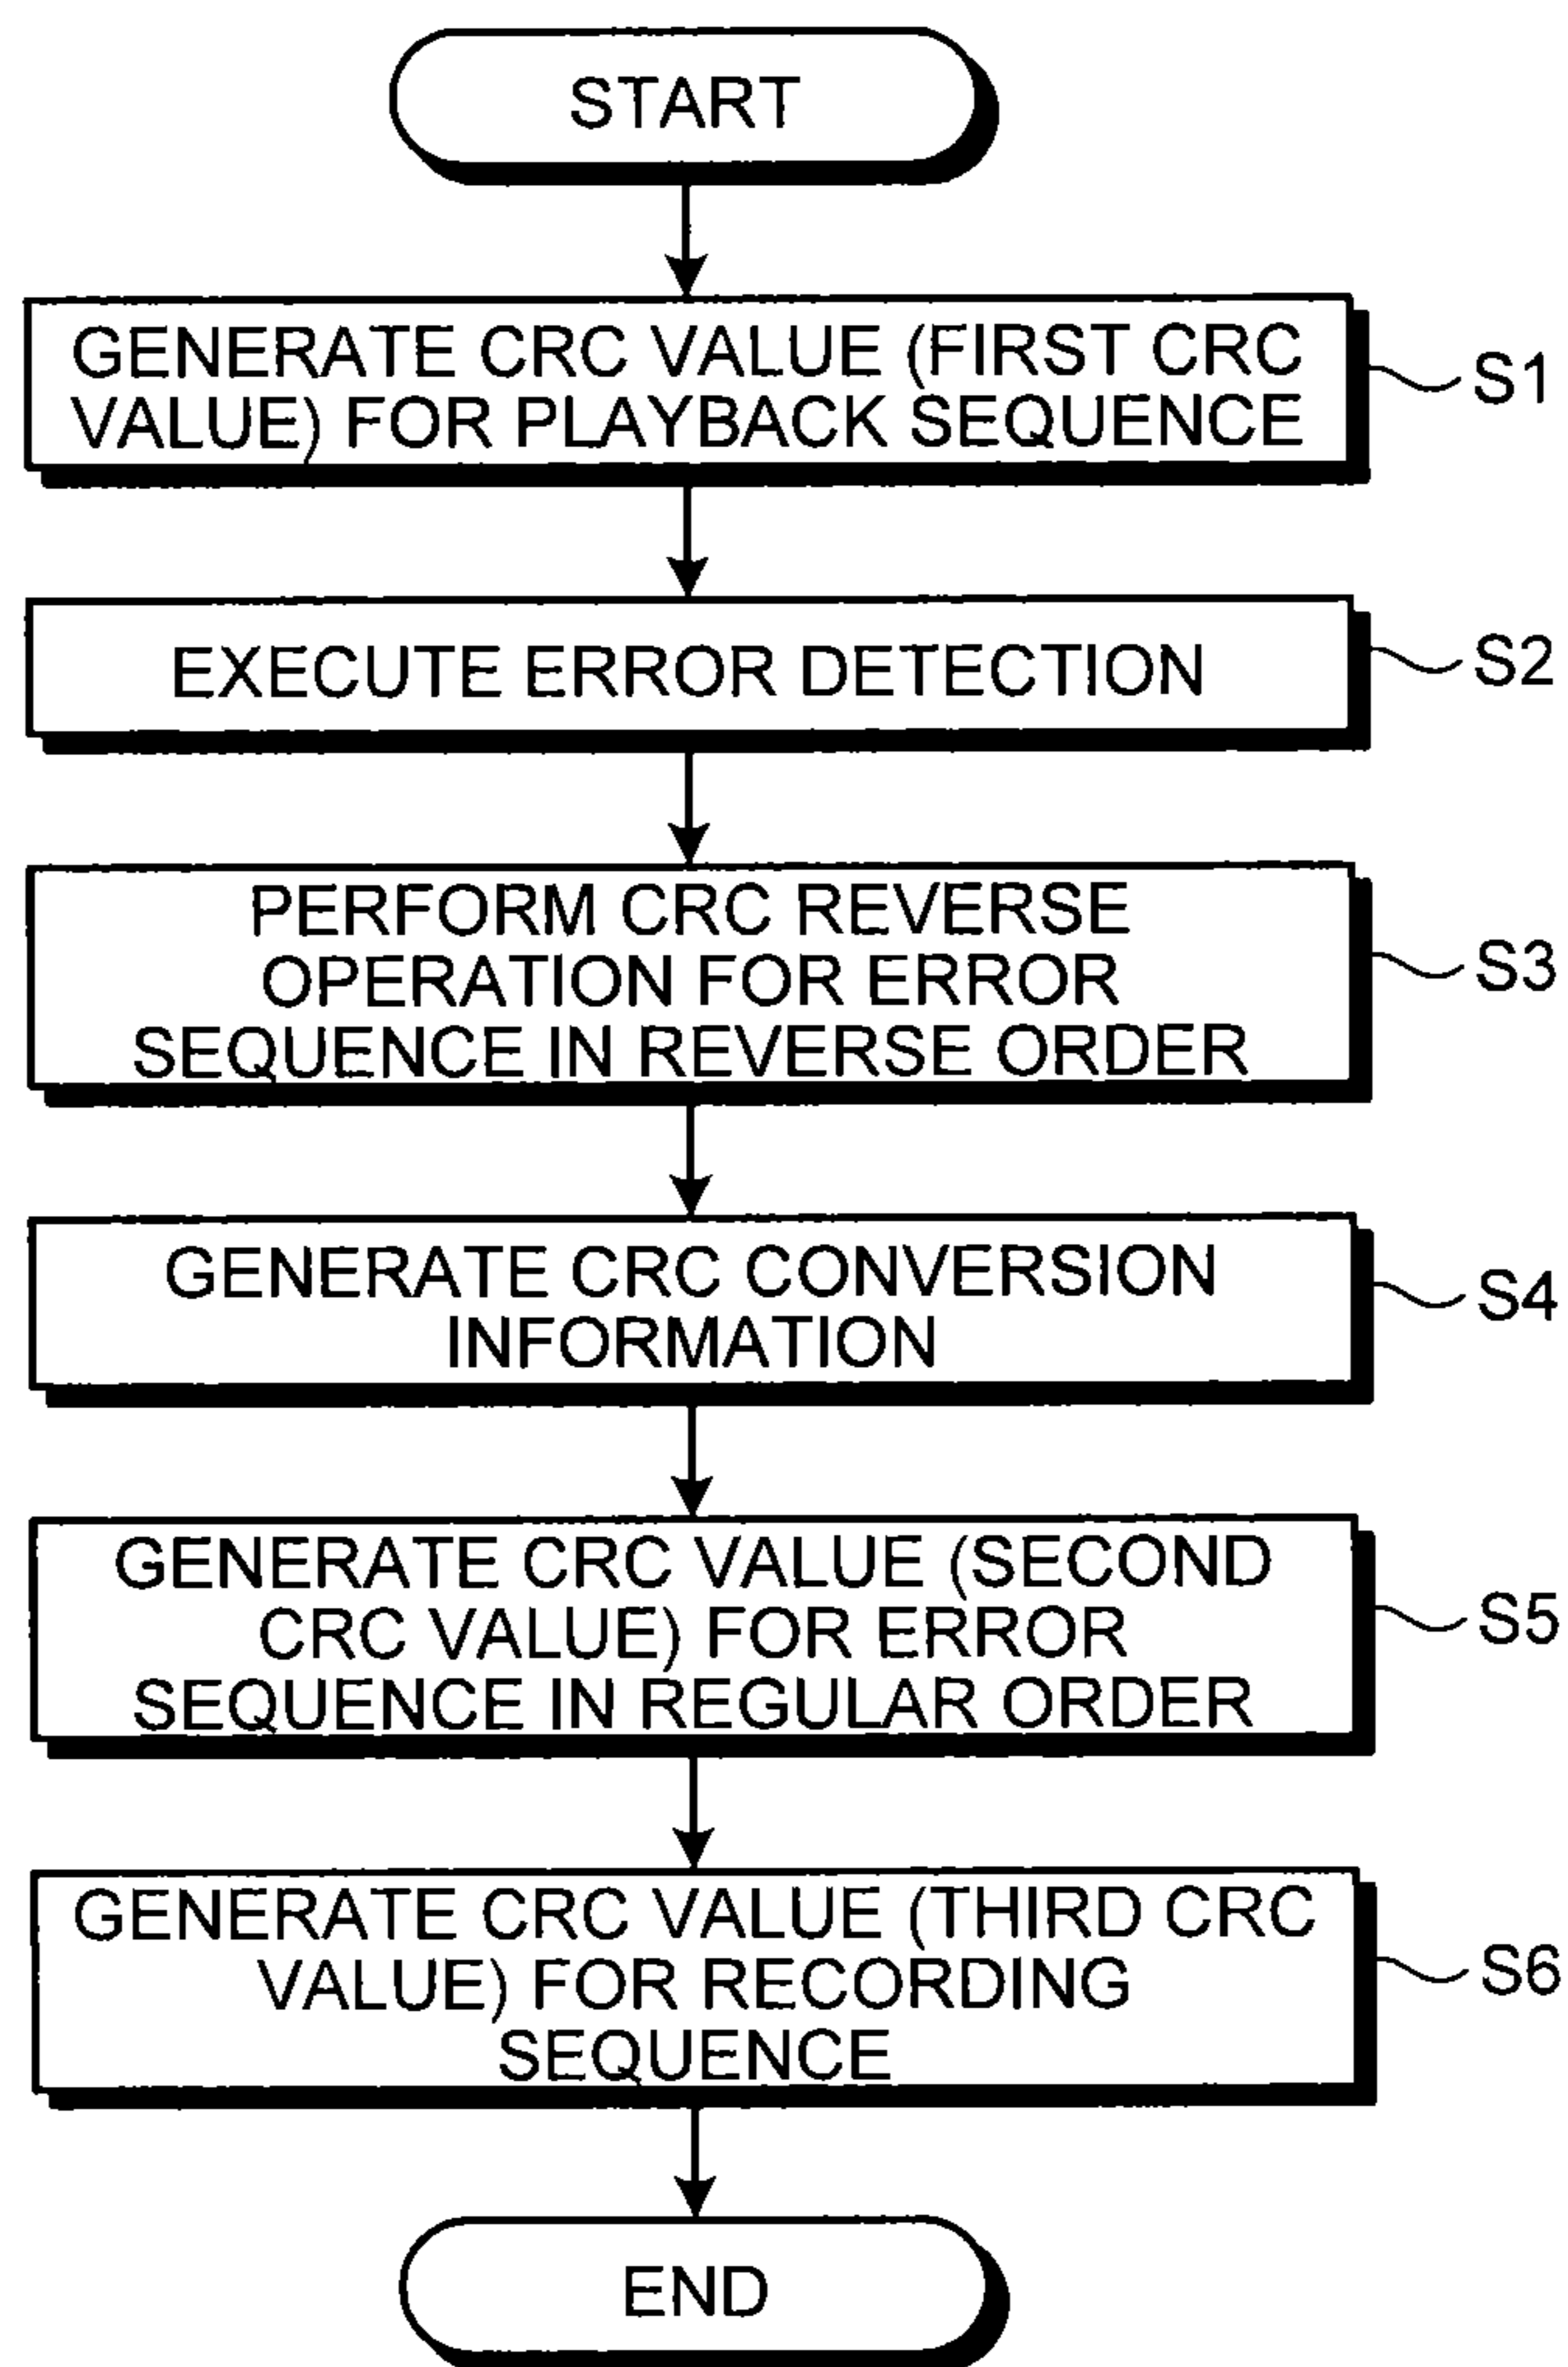 START
GENERATE CRC VALUE (FIRST CRC
VALUE) FOR PLAYBACK SEQUENCE
S1
EXECUTE ERROR DETECTION
S2
PERFORM CRC REVERSE
OPERATION FOR ERROR
SEQUENCE IN REVERSE ORDER
S3
GENERATE CRC CONVERSION
INFORMATION
S4
GENERATE CRC VALUE (SECOND
CRC VALUE) FOR ERROR
SEQUENCE IN REGULAR ORDER
S5
GENERATE CRC VALUE (THIRD CRC
VALUE) FOR RECORDING
SEQUENCE
S6
END